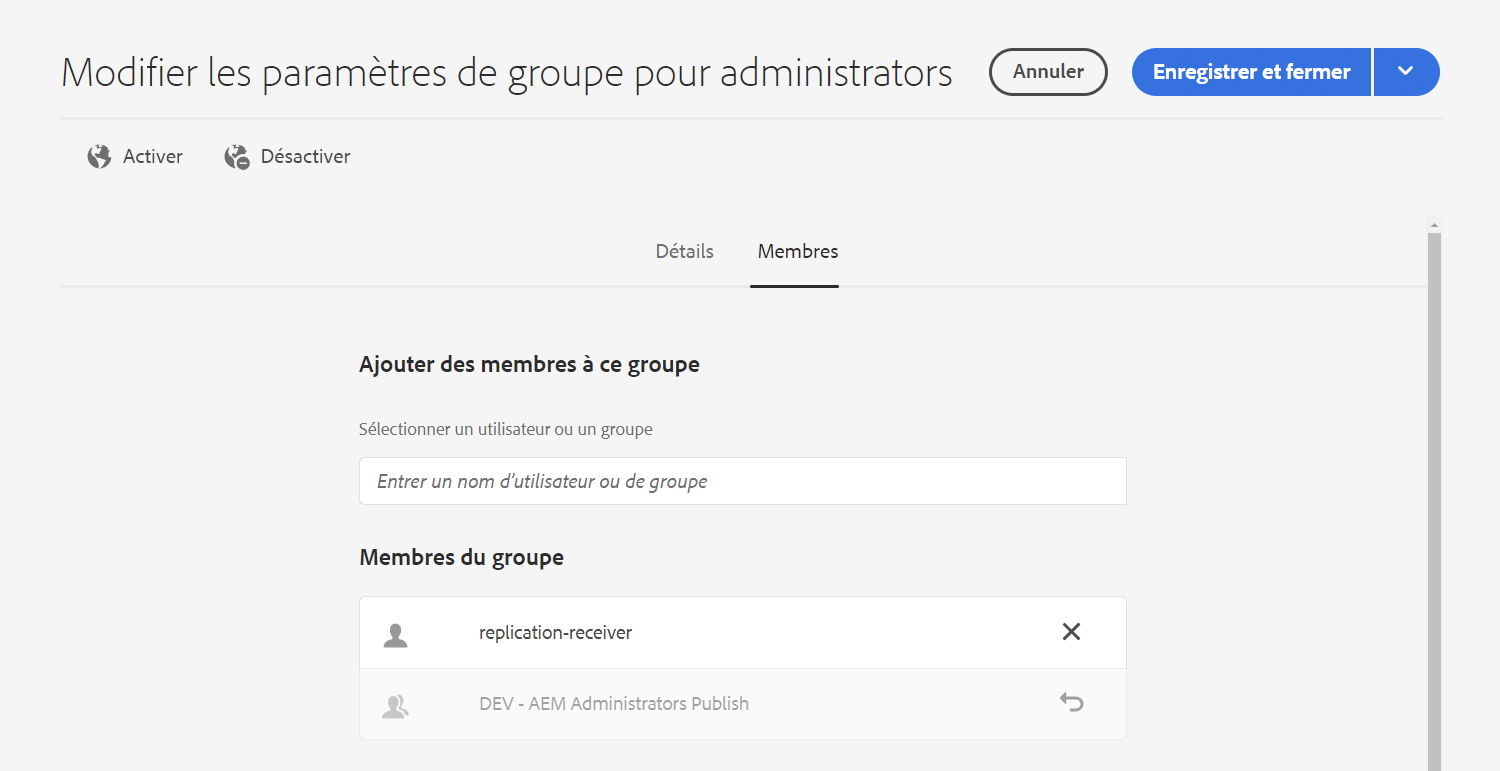 Modifier les paramètres de groupe pour administrators
Annuler
Enregistrer et fermer
Activer
Désactiver
Détails
Membres
Ajouter des membres à ce groupe
Sélectionner un utilisateur ou un groupe
Entrer un nom d’utilisateur ou de groupe
Membres du groupe
replication-receiver
DEV - AEM Administrators Publish